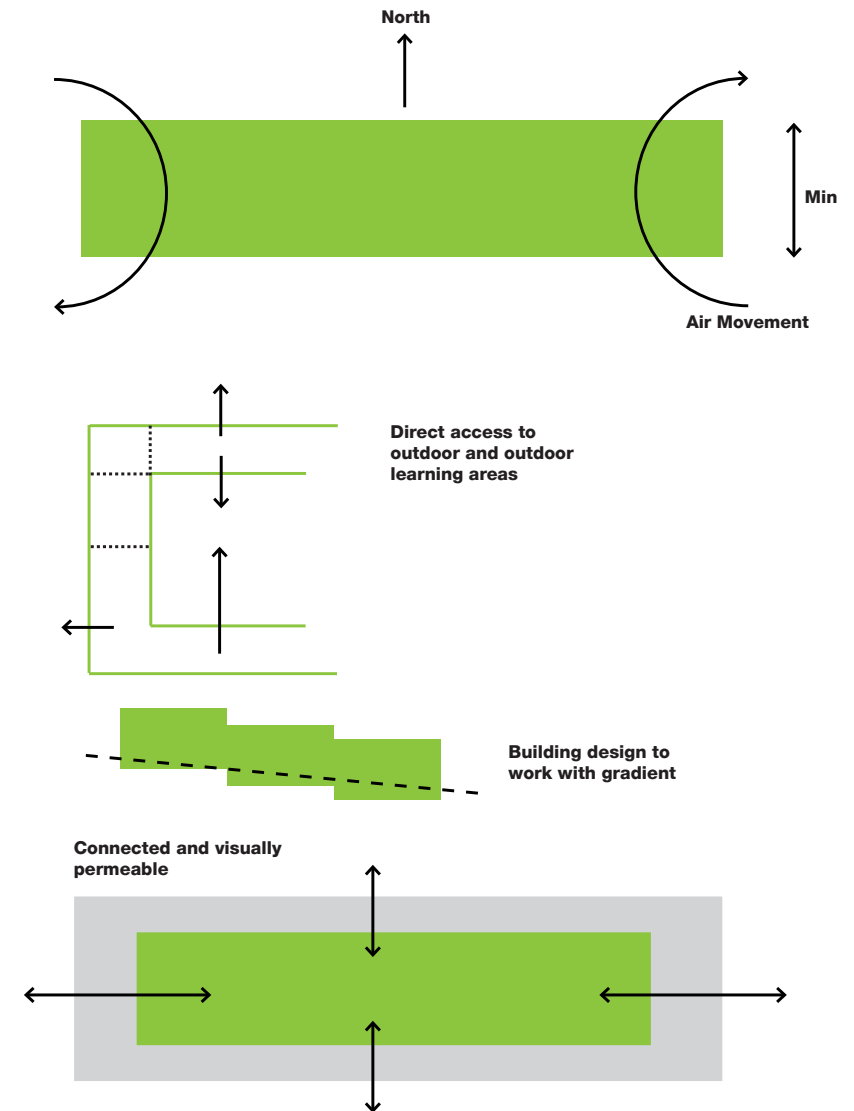 North
Min
Air Movement
Direct access to
outdoor and outdoor
learning areas
Building design to
work with gradient
Connected and visually
permeable